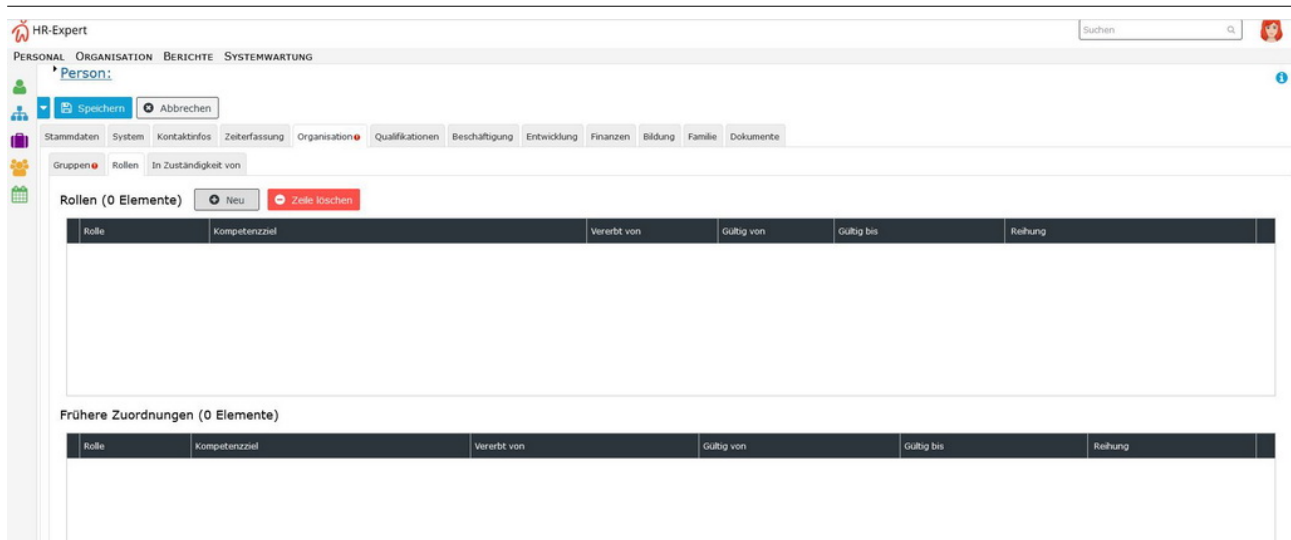 HR-Expert
Suchen
PERSONAL ORGANISATION BERICHTE SYSTEMWARTUNG
Person:
Speichern Abbrechen
Stammdaten System Kontaktinfos Zeiterfassung Organisation Qualifikationen Beschäftigung Entwicklung Finanzen Bildung Familie Dokumente
Gruppen Rollen In Zuständigkeit von
Rollen (0 Elemente) Neu Zeile löschen
Rolle Kompetenzziel Vererbt von Gültig von Gültig bis Reihung
Frühere Zuordnungen (0 Elemente)
Rolle Kompetenzziel Vererbt von Gültig von Gültig bis Reihung